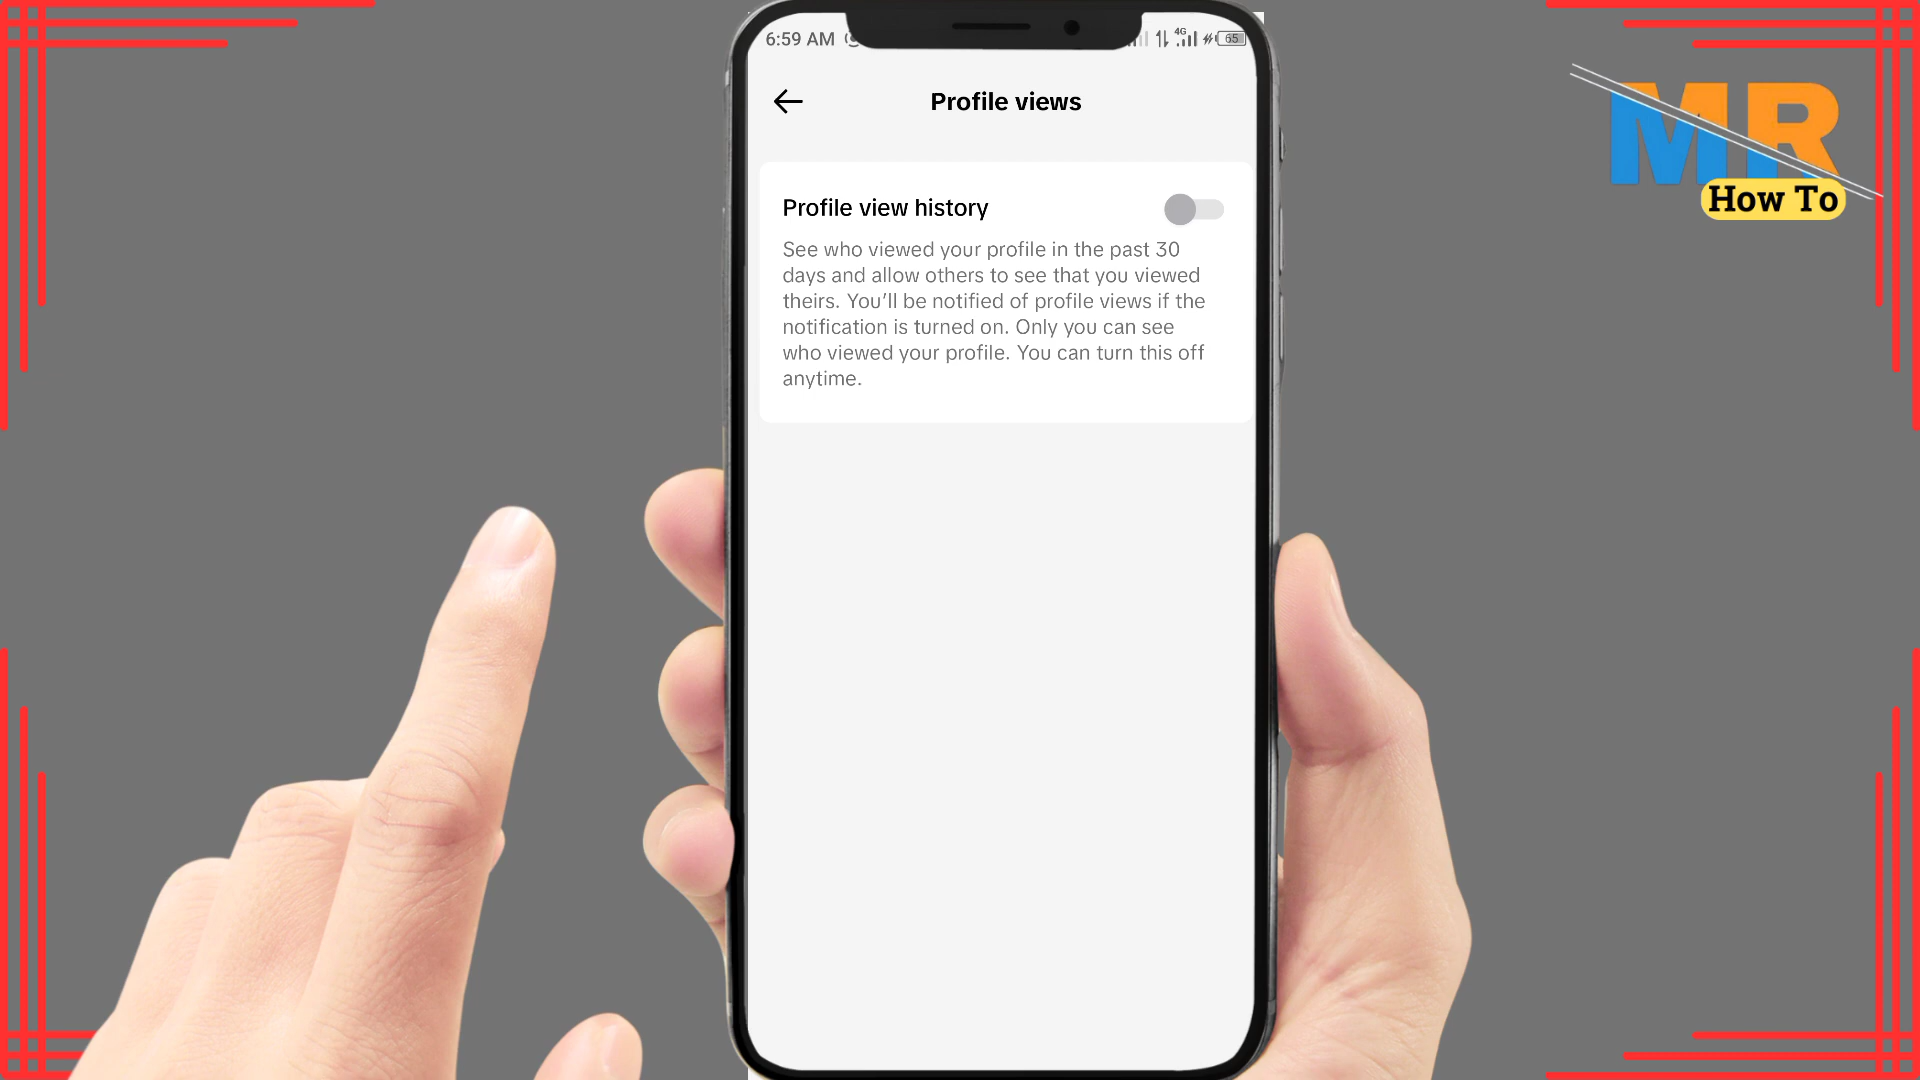 6:59 AM
4G
65
Profile views
MR
How To
Profile view history
See who viewed your profile in the past 30
days and allow others to see that you viewed
theirs. You’ll be notified of profile views if the
notification is turned on. Only you can see
who viewed your profile. You can turn this off
anytime.